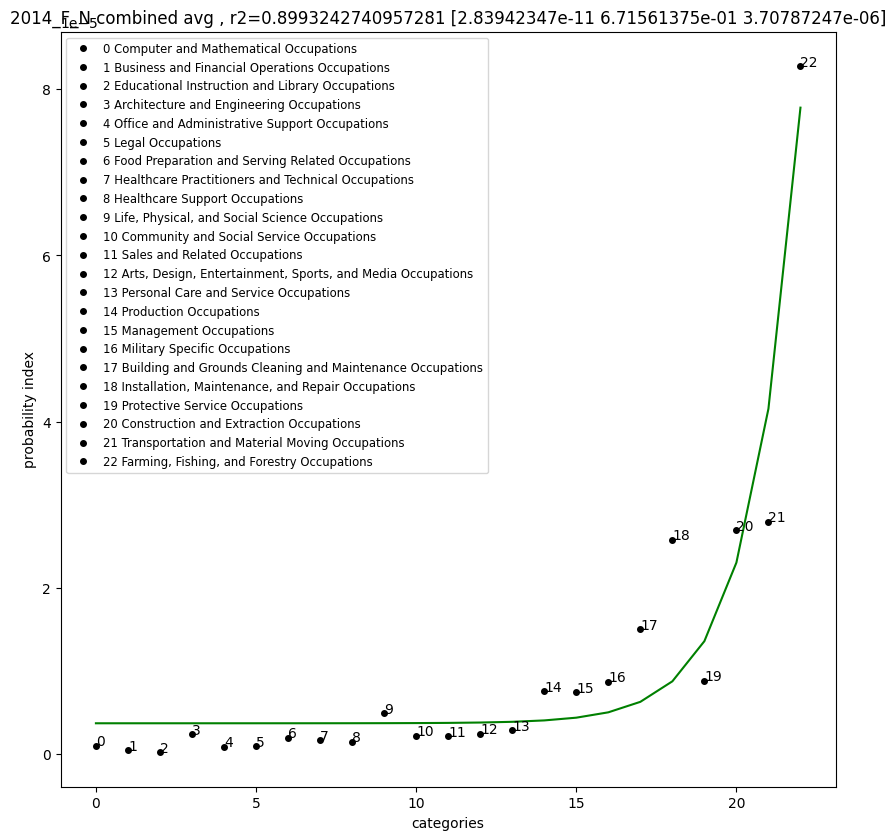 2014_F_N combined avg , r2=0.8993242740957281 [2.83942347e-11 6.71561375e-01 3.70787247e-06]
0 Computer and Mathematical Occupations
1 Business and Financial Operations Occupations
2 Educational Instruction and Library Occupations
3 Architecture and Engineering Occupations
4 Office and Administrative Support Occupations
5 Legal Occupations
6 Food Preparation and Serving Related Occupations
7 Healthcare Practitioners and Technical Occupations
8 Healthcare Support Occupations
9 Life, Physical, and Social Science Occupations
10 Community and Social Service Occupations
11 Sales and Related Occupations
12 Arts, Design, Entertainment, Sports, and Media Occupations
13 Personal Care and Service Occupations
14 Production Occupations
15 Management Occupations
16 Military Specific Occupations
17 Building and Grounds Cleaning and Maintenance Occupations
18 Installation, Maintenance, and Repair Occupations
19 Protective Service Occupations
20 Construction and Extraction Occupations
21 Transportation and Material Moving Occupations
22 Farming, Fishing, and Forestry Occupations
8
6
4
2
0
probability index
0
1
2
3
4
5
6
7
8
9
10
11
12
13
14
15
16
17
18
19
20
21
22
0 5 10 15 20
categories